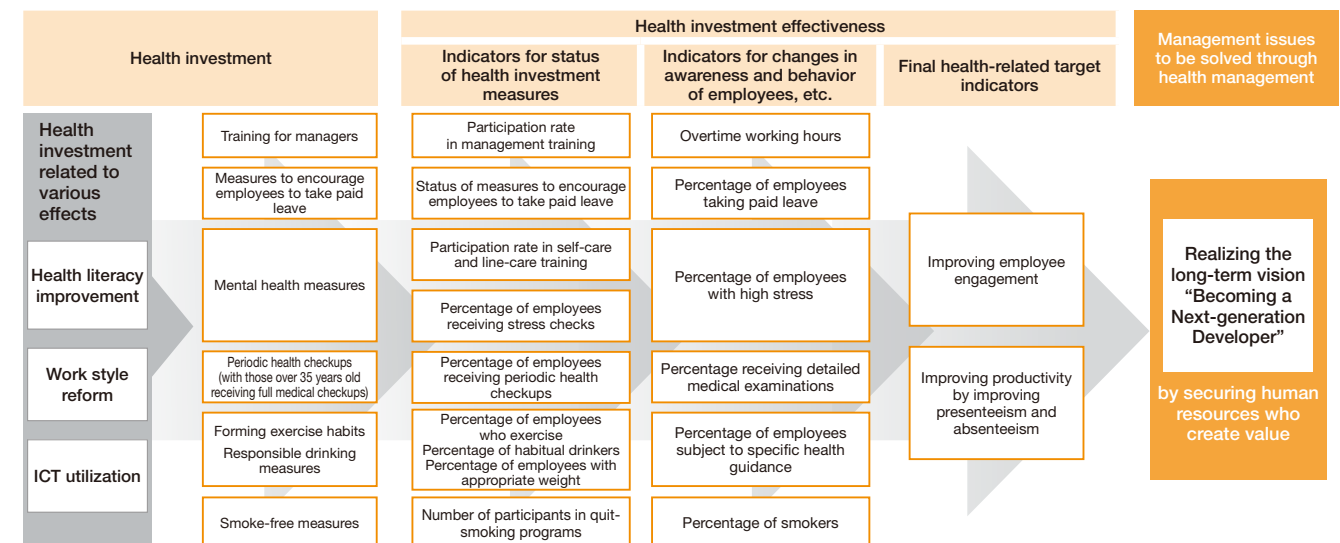 Health investment
Health investment effectiveness
Indicators for status
of health investment
measures
Indicators for changes in
awareness and behavior
of employees, etc.
Final health-related target
indicators
Management issues
to be solved through
health management
Health
investment
related to
various
effects
Health literacy
improvement
Work style
reform
ICT utilization
Training for managers
Measures to encourage
employees to take paid
leave
Mental health measures
Periodic health checkups
(with those over 35 years old
receiving full medical checkups)
Forming exercise habits
Responsible drinking
measures
Smoke-free measures
Participation rate
in management training
Status of measures to encourage
employees to take paid leave
Participation rate in self-care
and line-care training
Percentage of employees
receiving stress checks
Percentage of employees
receiving periodic health
checkups
Percentage of employees
who exercise
Percentage of habitual drinkers
Percentage of employees with
appropriate weight
Number of participants in quit-
smoking programs
Overtime working hours
Percentage of employees
taking paid leave
Percentage of employees
with high stress
Percentage receiving detailed
medical examinations
Percentage of employees
subject to specific health
guidance
Percentage of smokers
Improving employee
engagement
Improving productivity
by improving
presenteeism and
absenteeism
Realizing the
long-term vision
“Becoming a
Next-generation
Developer”
by securing human
resources who
create value